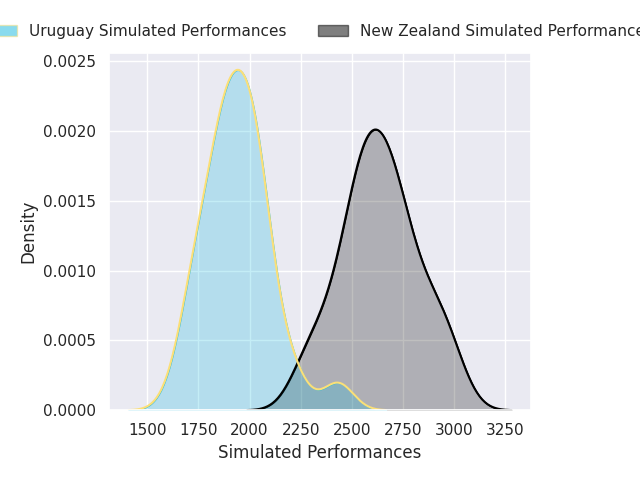 Uruguay Simulated Performances
New Zealand Simulated Performance
0.0025
0.0020
0.0015
0.0010
0.0005
0.0000
Density
1500 1750 2000 2250 2500 2750 3000 3250
Simulated Performances